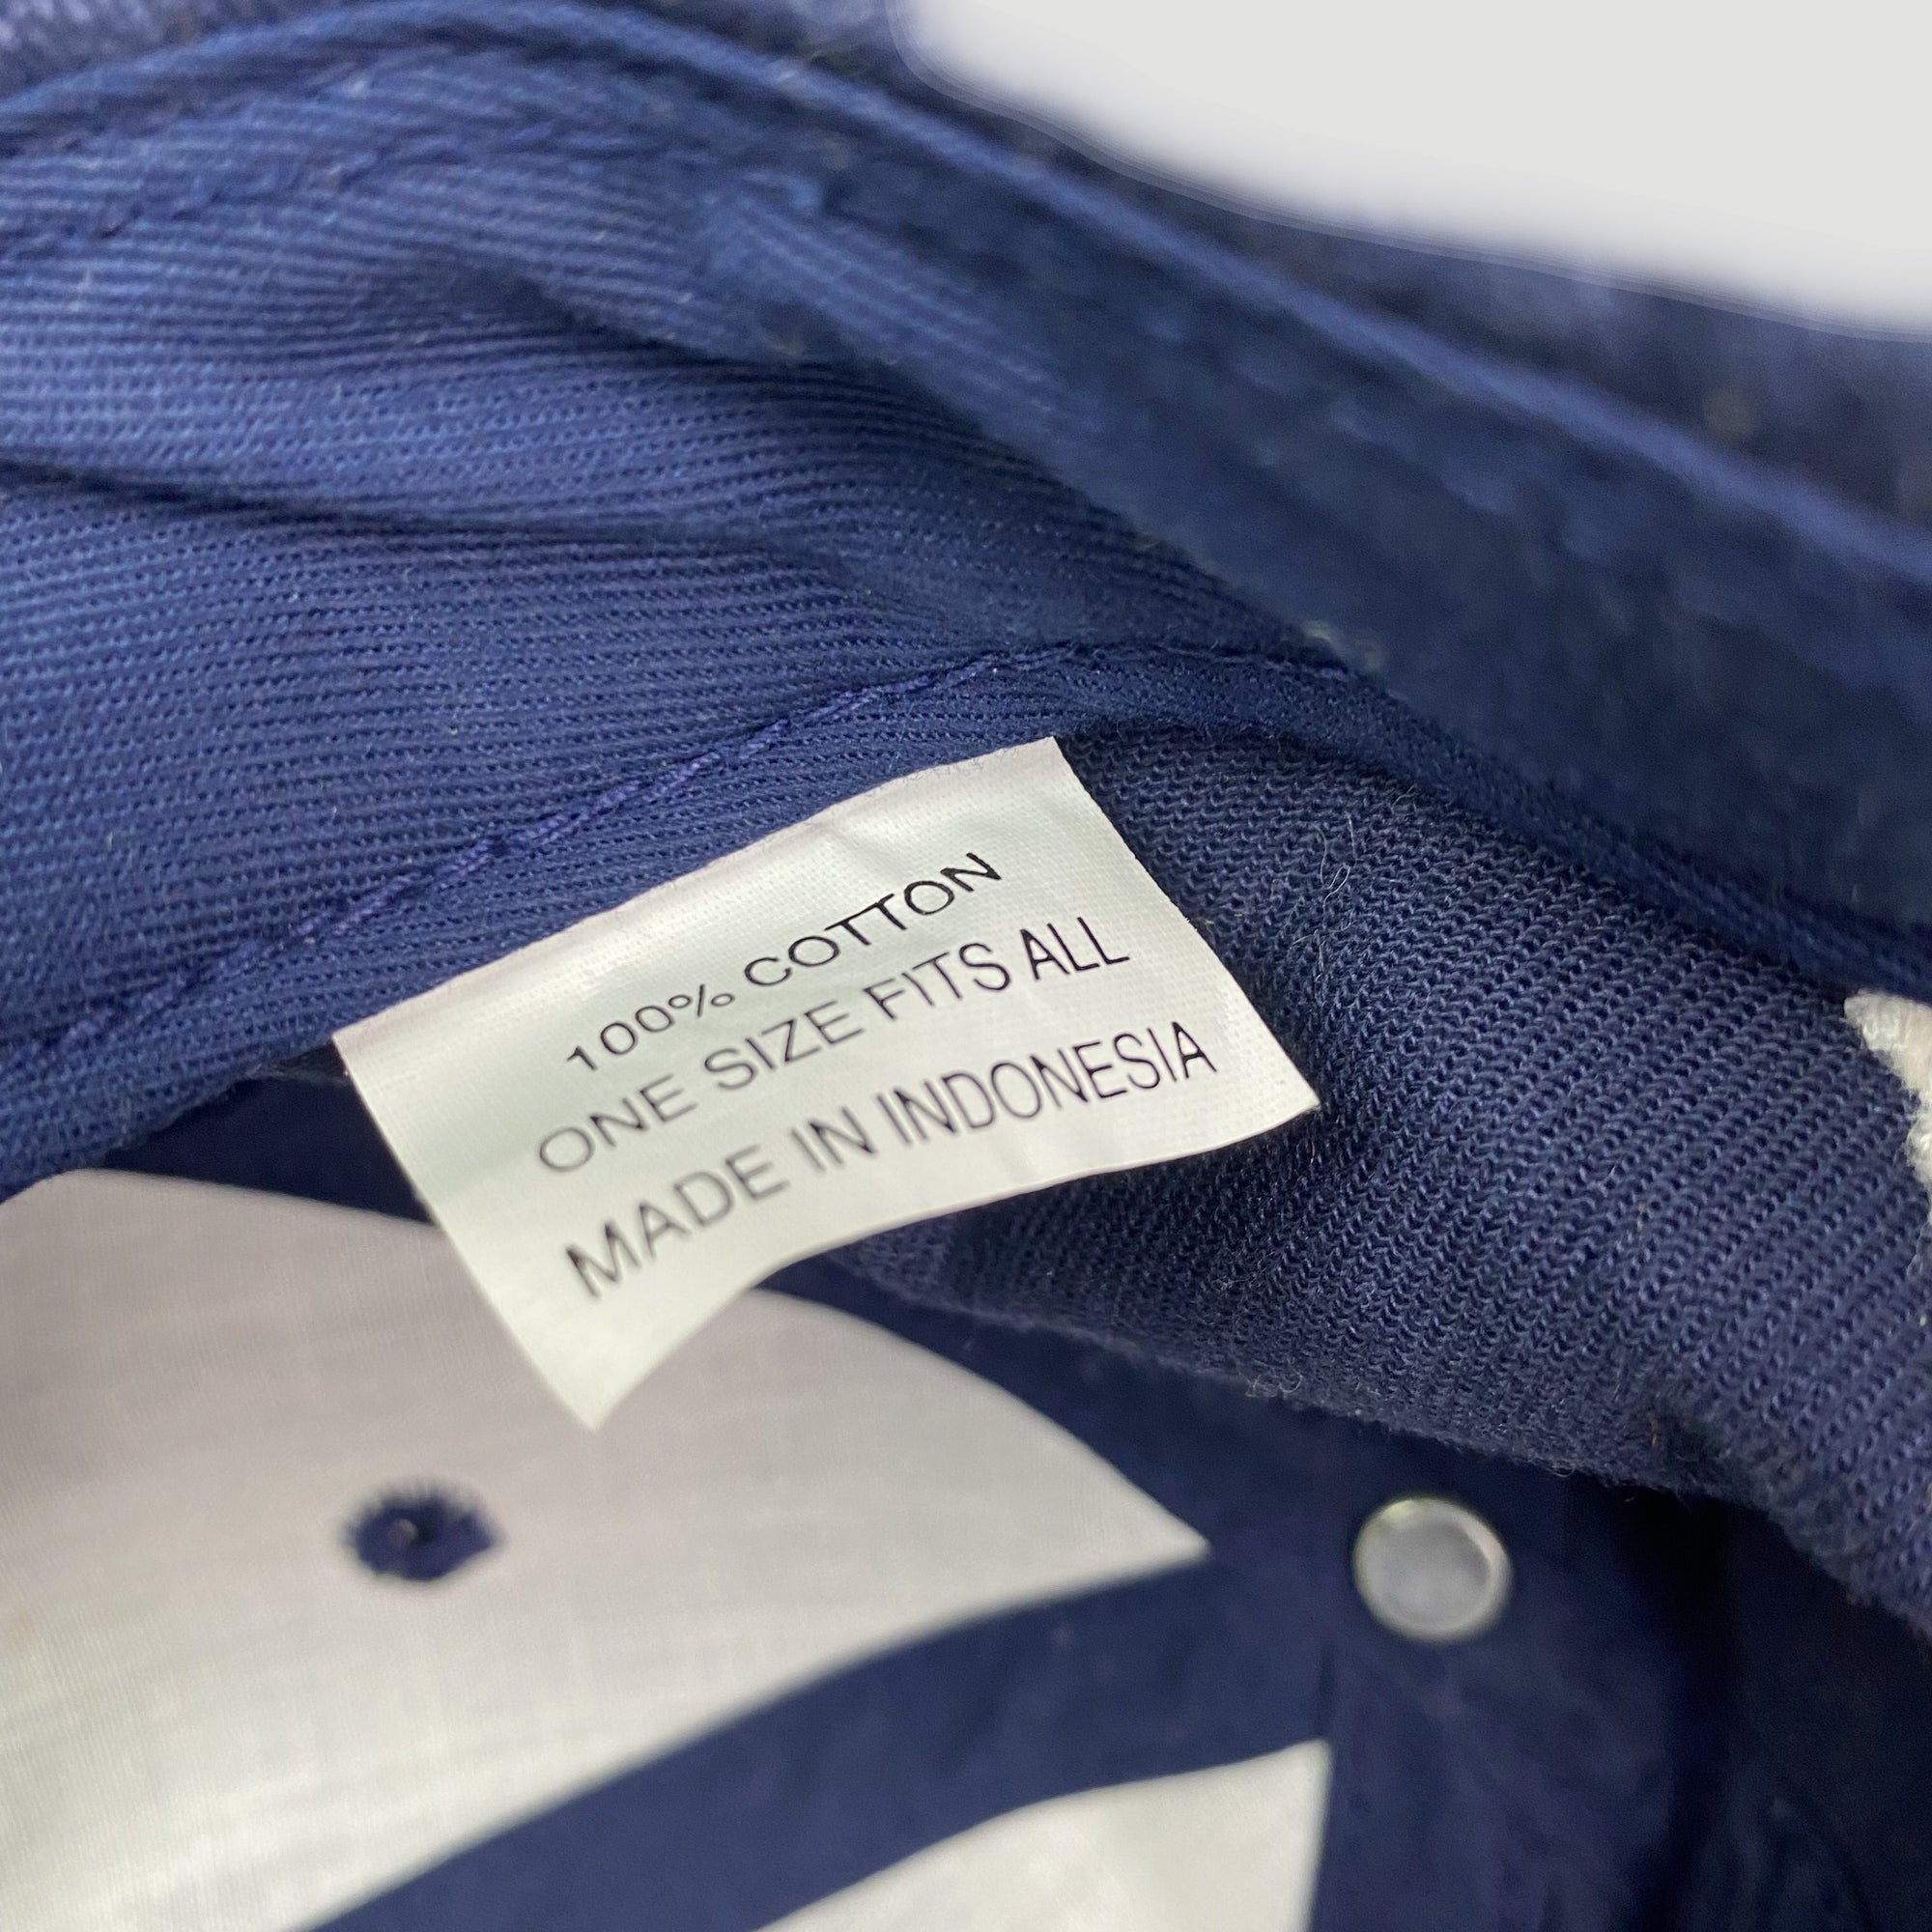 100% COTTON
ONE SIZE FITS ALL
MADE IN INDONESIA